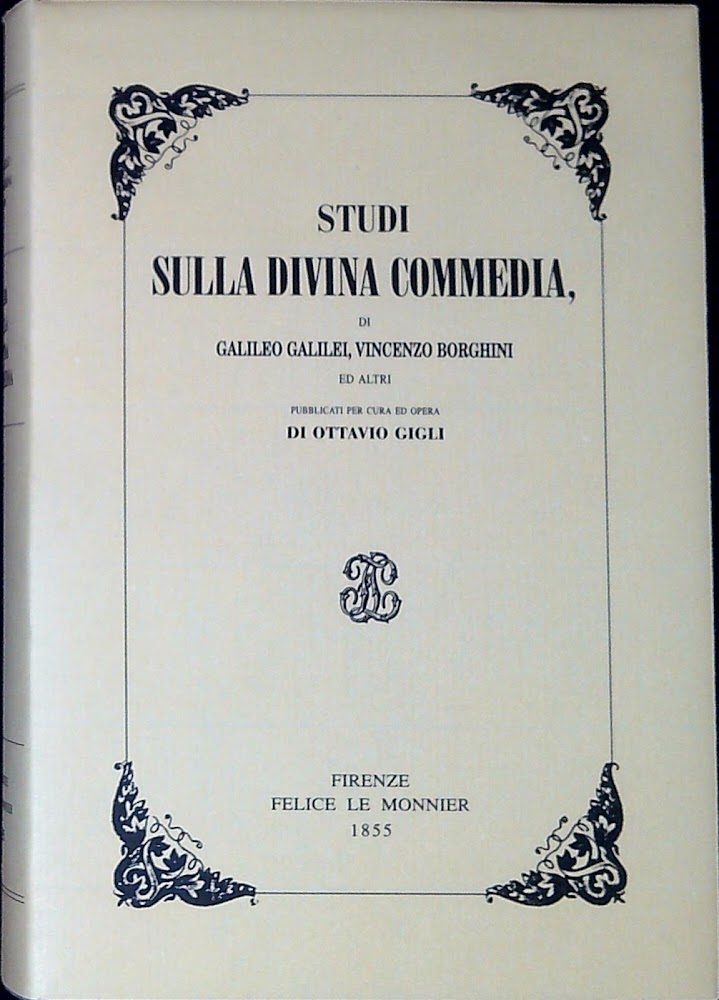 STUDI
SULLA DIVINA COMMEDIA,
DI
GALILEO GALILEI, VINCENZO BORGHINI
ED ALTRI
PUBBLICATI PER CURA ED OPERA
DI OTTAVIO GIGLI
FIRENZE
FELICE LE MONNIER
1855